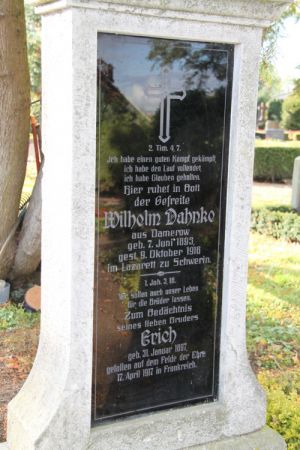 2. Tim. 4, 7.
Ich habe einen guten Kampf gekämpft,
ich habe den Lauf vollendet,
ich habe Glauben gehalten.
Hier ruhet in Gott
der Gefreite
Wilhelm Dahnke
aus Damerow
geb. 7. Juni 1893,
gest. 9. Oktober 1918
im Lazarett zu Schwerin.
1. Joh. 3, 16.
Wir sollen auch unser Leben
für die Brüder lassen.
Zum Gedächtnis
seines lieben Bruders
Erich
geb. 31. Januar 1897,
gefallen auf dem Felde der Ehre
17. April 1917 in Frankreich.